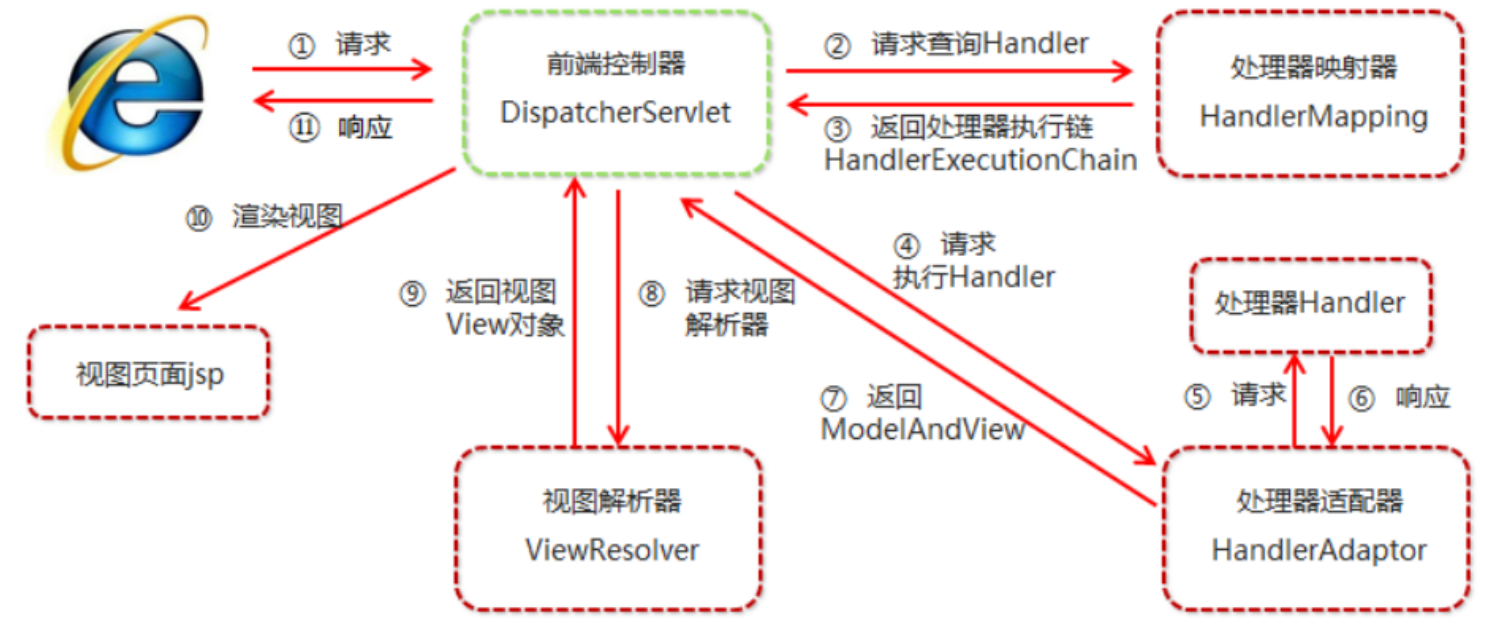 ① 请求
⑪ 响应
前端控制器
DispatcherServlet
② 请求查询Handler
③ 返回处理器执行链
HandlerExecutionChain
处理器映射器
HandlerMapping
⑩ 渲染视图
④ 请求
执行Handler
处理器Handler
⑨ 返回视图
View对象
⑧ 请求视图
解析器
视图页面jsp
⑦ 返回
ModelAndView
⑤ 请求
⑥ 响应
视图解析器
ViewResolver
处理器适配器
HandlerAdaptor